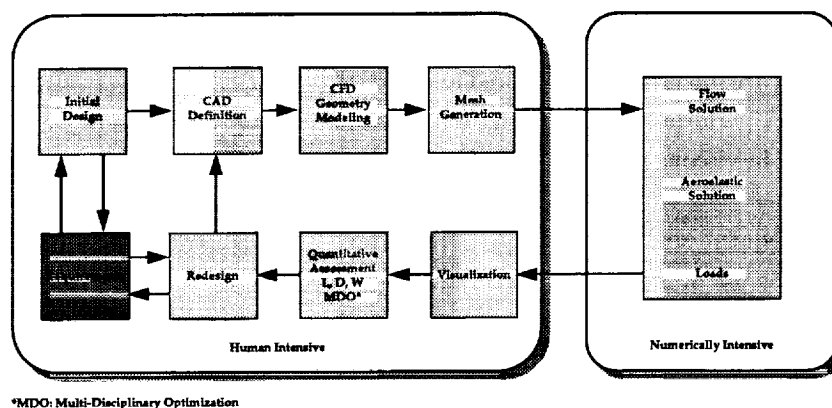 Initial
Design
CAD
Definition
CFD
Geometry
Modeling
Mesh
Generation
Flow
Solution
Aeroelastic
Solution
Loads
Redesign
Quantitative
Assessment
L, D, W
MDO*
Visualization
Human Intensive
Numerically Intensive
*MDO: Multi-Disciplinary Optimization